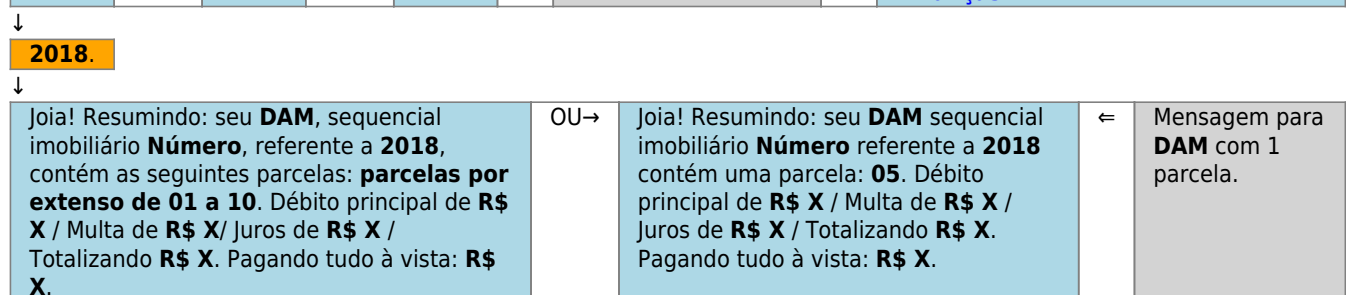 ↓
2018.
↓
Joia! Resumindo: seu DAM, sequencial
imobiliário Número, referente a 2018,
contém as seguintes parcelas: parcelas por
extenso de 01 a 10. Débito principal de R$
X / Multa de R$ X/ Juros de R$ X /
Totalizando R$ X. Pagando tudo à vista: R$
X.
OU→
Joia! Resumindo: seu DAM sequencial
imobiliário Número referente a 2018
contém uma parcela: 05. Débito
principal de R$ X / Multa de R$ X /
Juros de R$ X / Totalizando R$ X.
Pagando tudo à vista: R$ X.
⇐
Mensagem para
DAM com 1
parcela.